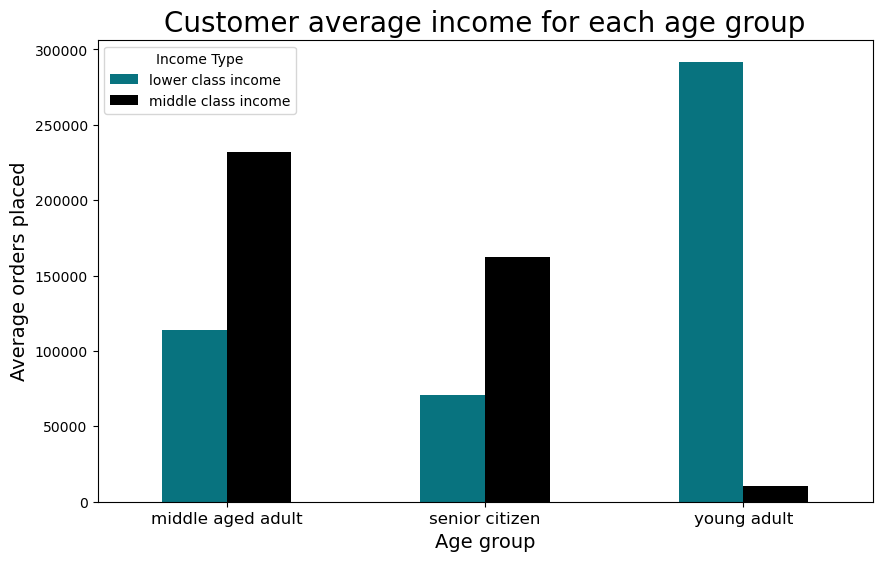 Customer average income for each age group
Income Type
lower class income
middle class income
Average orders placed
300000
250000
200000
150000
100000
50000
0
middle aged adult
senior citizen
young adult
Age group